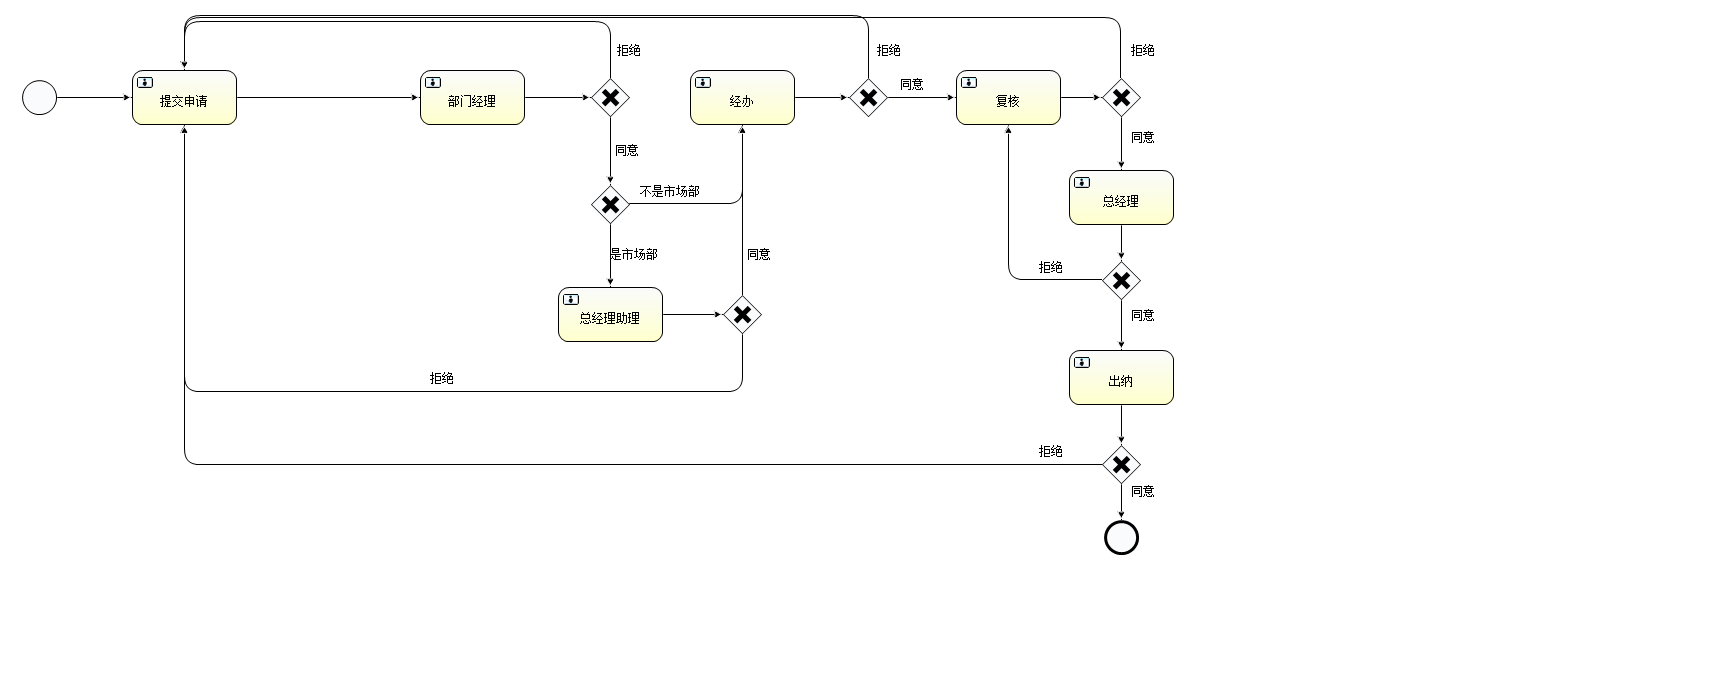 拒绝
拒绝
拒绝
提交申请
部门经理
经办
同意
复核
同意
同意
不是市场部
总经理
是市场部
同意
拒绝
总经理助理
同意
拒绝
出纳
拒绝
同意